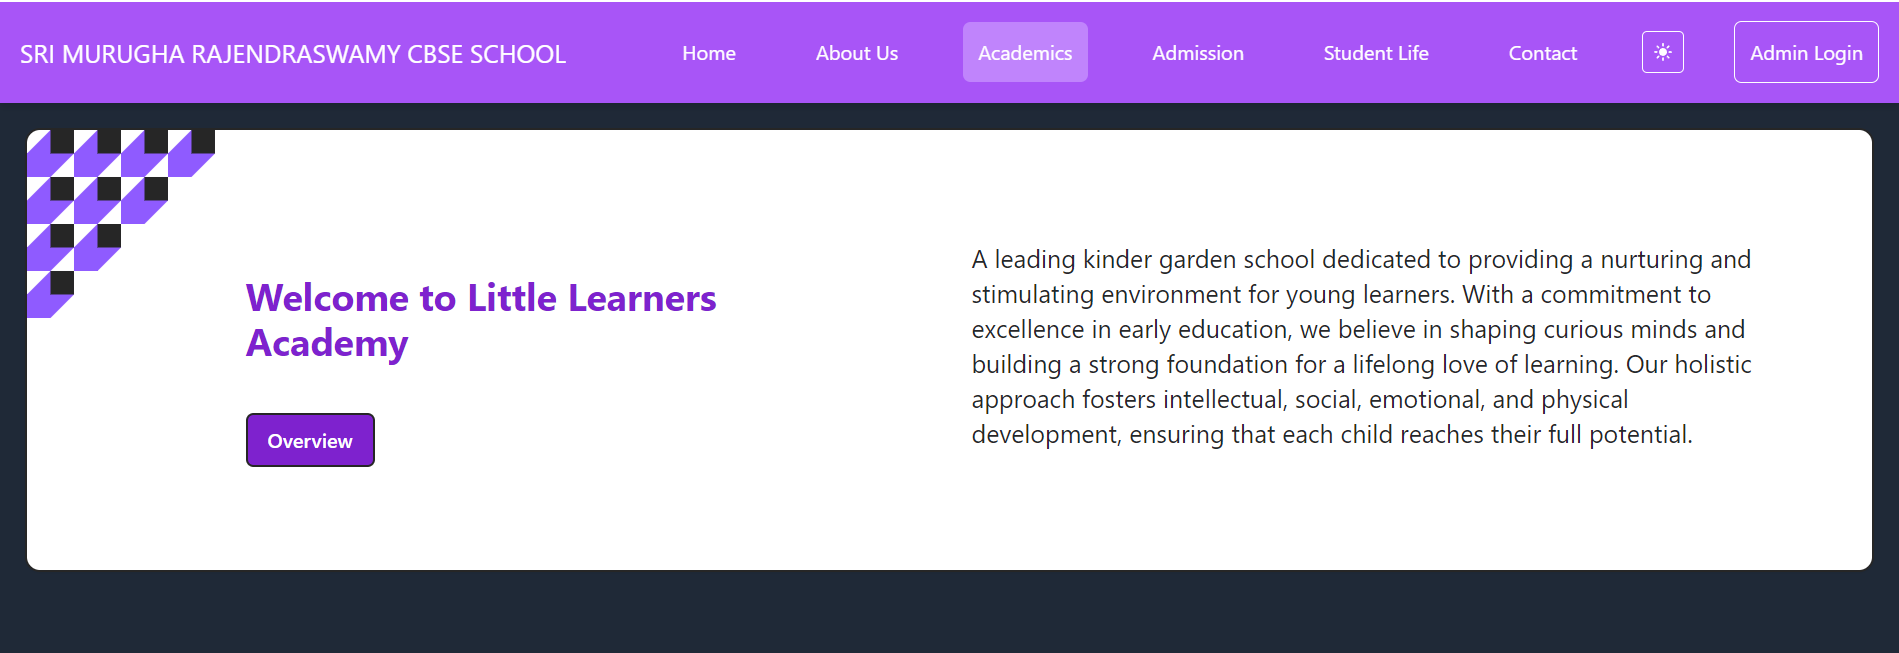 SRI MURUGHA RAJENDRASWAMY CBSE SCHOOL Home About Us Academics Admission Student Life Contact Admin Login
Welcome to Little Learners
Academy
Overview
A leading kinder garden school dedicated to providing a nurturing and
stimulating environment for young learners. With a commitment to
excellence in early education, we believe in shaping curious minds and
building a strong foundation for a lifelong love of learning. Our holistic
approach fosters intellectual, social, emotional, and physical
development, ensuring that each child reaches their full potential.